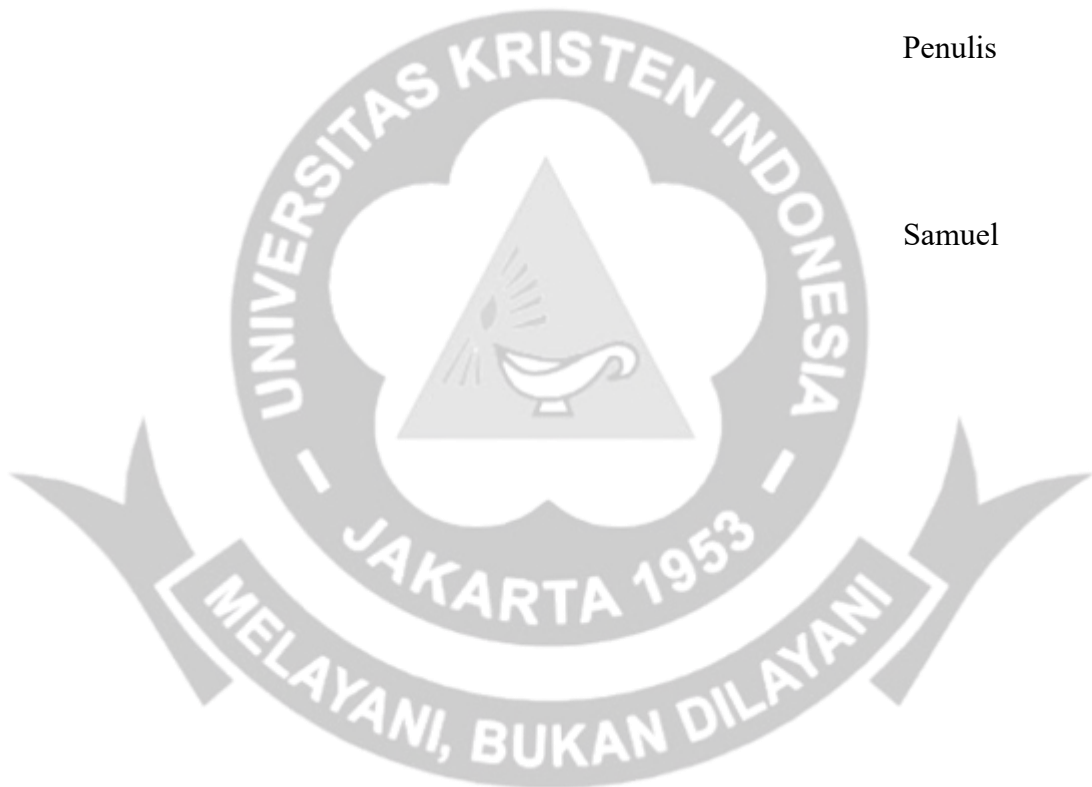 Penulis
Samuel
UNIVERSITAS KRISTEN INDONESIA
JAKARTA 1953
MELAYANI, BUKAN DILAYANI